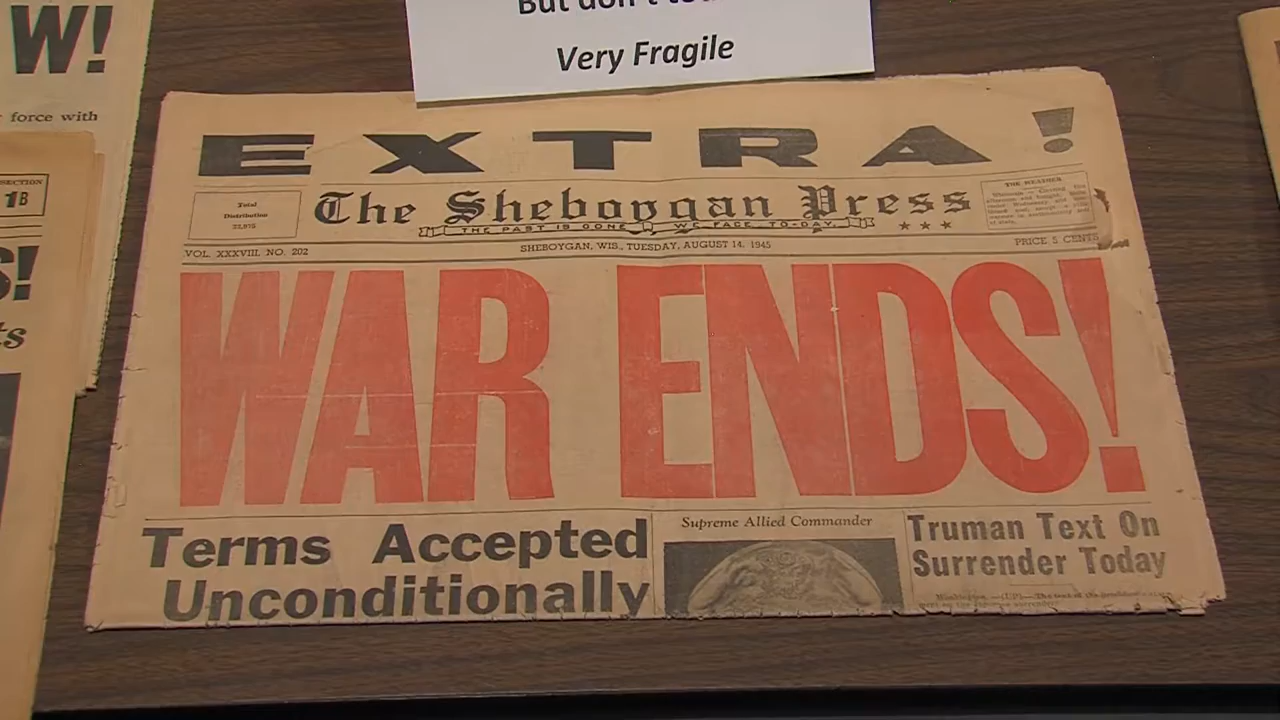 But don't
Very Fragile
W!
force with
SECTION
1B
S!
ts
EXTRA!
Total
Distribution
The Sheboygan Press
THE PAST IS GONE WE FACE TO-DAY
THE WEATHER
VOL. XXXVIII. NO. 202
SHEBOYGAN, WIS., TUESDAY, AUGUST 14, 1945
PRICE 5 CENTS
WAR ENDS!
Terms Accepted
Unconditionally
Supreme Allied Commander
Truman Text On
Surrender Today